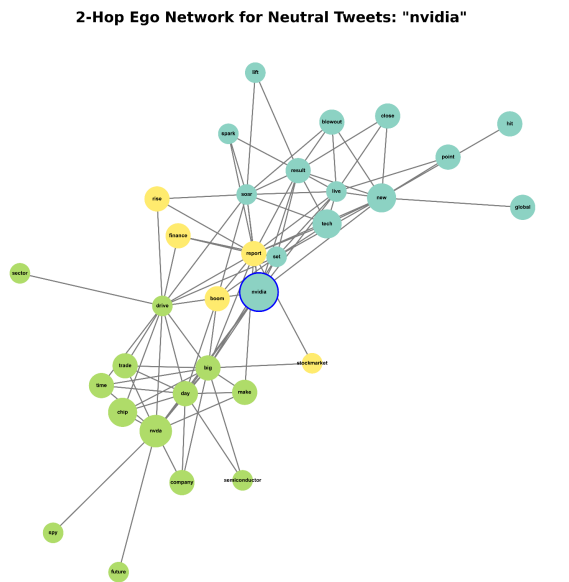 2-Hop Ego Network for Neutral Tweets: "nvidia"
lift
close
blowout
hit
spark
point
result
soar
live
new
rise
global
tech
finance
report
set
sector
nvidia
boom
drive
stockmarket
trade
big
time
day
make
chip
nvda
company
semiconductor
spy
future